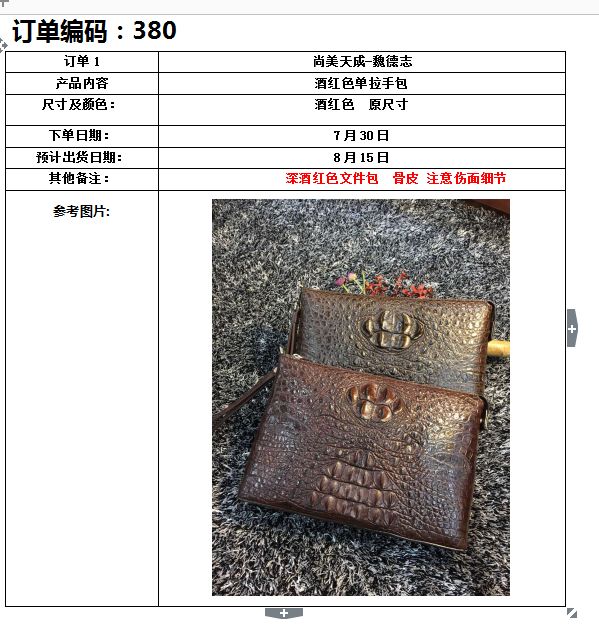 订单编码：380
订单 1 尚美天成-魏德志
产品内容 酒红色单拉手包
尺寸及颜色： 酒红色 原尺寸
下单日期： 7月30日
预计出货日期： 8月15日
其他备注： 深酒红色文件包 骨皮 注意伤面细节
参考图片: